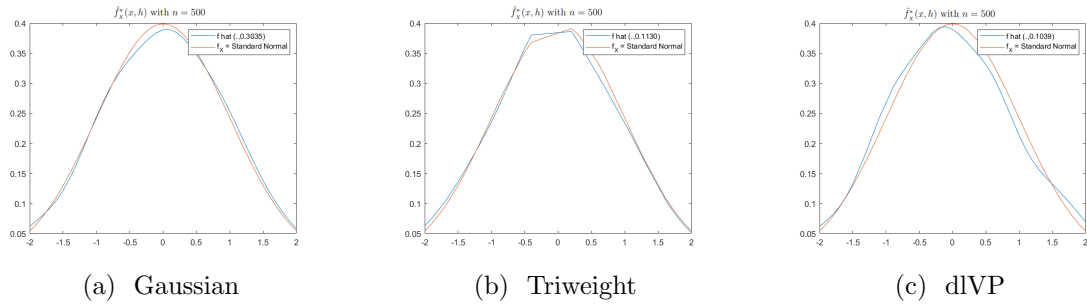 f̂*_X(x, h) with n = 500
f hat (.,0.3035)
f_X = Standard Normal
0.4
0.35
0.3
0.25
0.2
0.15
0.1
0.05
-2 -1.5 -1 -0.5 0 0.5 1 1.5 2
(a) Gaussian
f̂*_X(x, h) with n = 500
f hat (.,0.1130)
f_X = Standard Normal
0.4
0.35
0.3
0.25
0.2
0.15
0.1
0.05
-2 -1.5 -1 -0.5 0 0.5 1 1.5 2
(b) Triweight
f̂*_X(x, h) with n = 500
f hat (.,0.1039)
f_X = Standard Normal
0.4
0.35
0.3
0.25
0.2
0.15
0.1
0.05
-2 -1.5 -1 -0.5 0 0.5 1 1.5 2
(c) dlVP